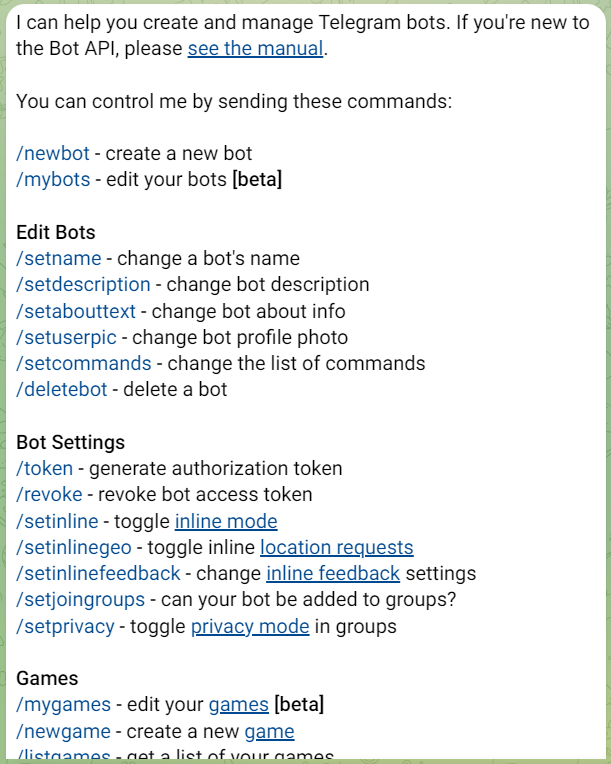 I can help you create and manage Telegram bots. If you're new to
the Bot API, please see the manual.
You can control me by sending these commands:
/newbot - create a new bot
/mybots - edit your bots [beta]
Edit Bots
/setname - change a bot's name
/setdescription - change bot description
/setabouttext - change bot about info
/setuserpic - change bot profile photo
/setcommands - change the list of commands
/deletebot - delete a bot
Bot Settings
/token - generate authorization token
/revoke - revoke bot access token
/setinline - toggle inline mode
/setinlinegeo - toggle inline location requests
/setinlinefeedback - change inline feedback settings
/setjoingroups - can your bot be added to groups?
/setprivacy - toggle privacy mode in groups
Games
/mygames - edit your games [beta]
/newgame - create a new game
/listgames - get a list of your games